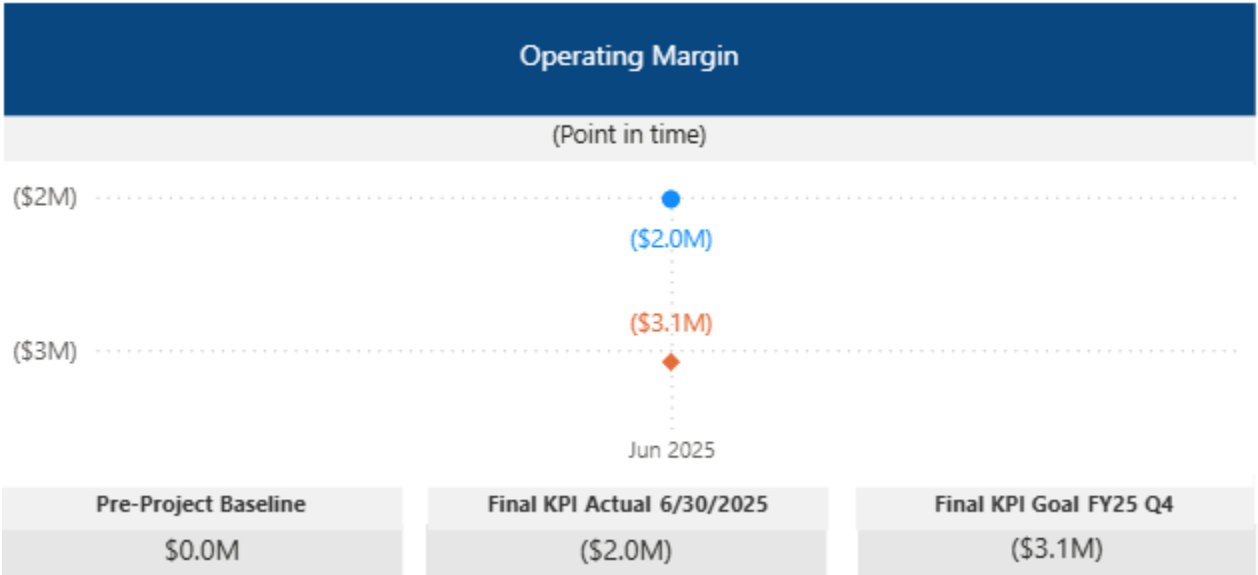 Operating Margin
(Point in time)
($2M)
($2.0M)
($3.1M)
($3M)
Jun 2025
Pre-Project Baseline
$0.0M
Final KPI Actual 6/30/2025
($2.0M)
Final KPI Goal FY25 Q4
($3.1M)